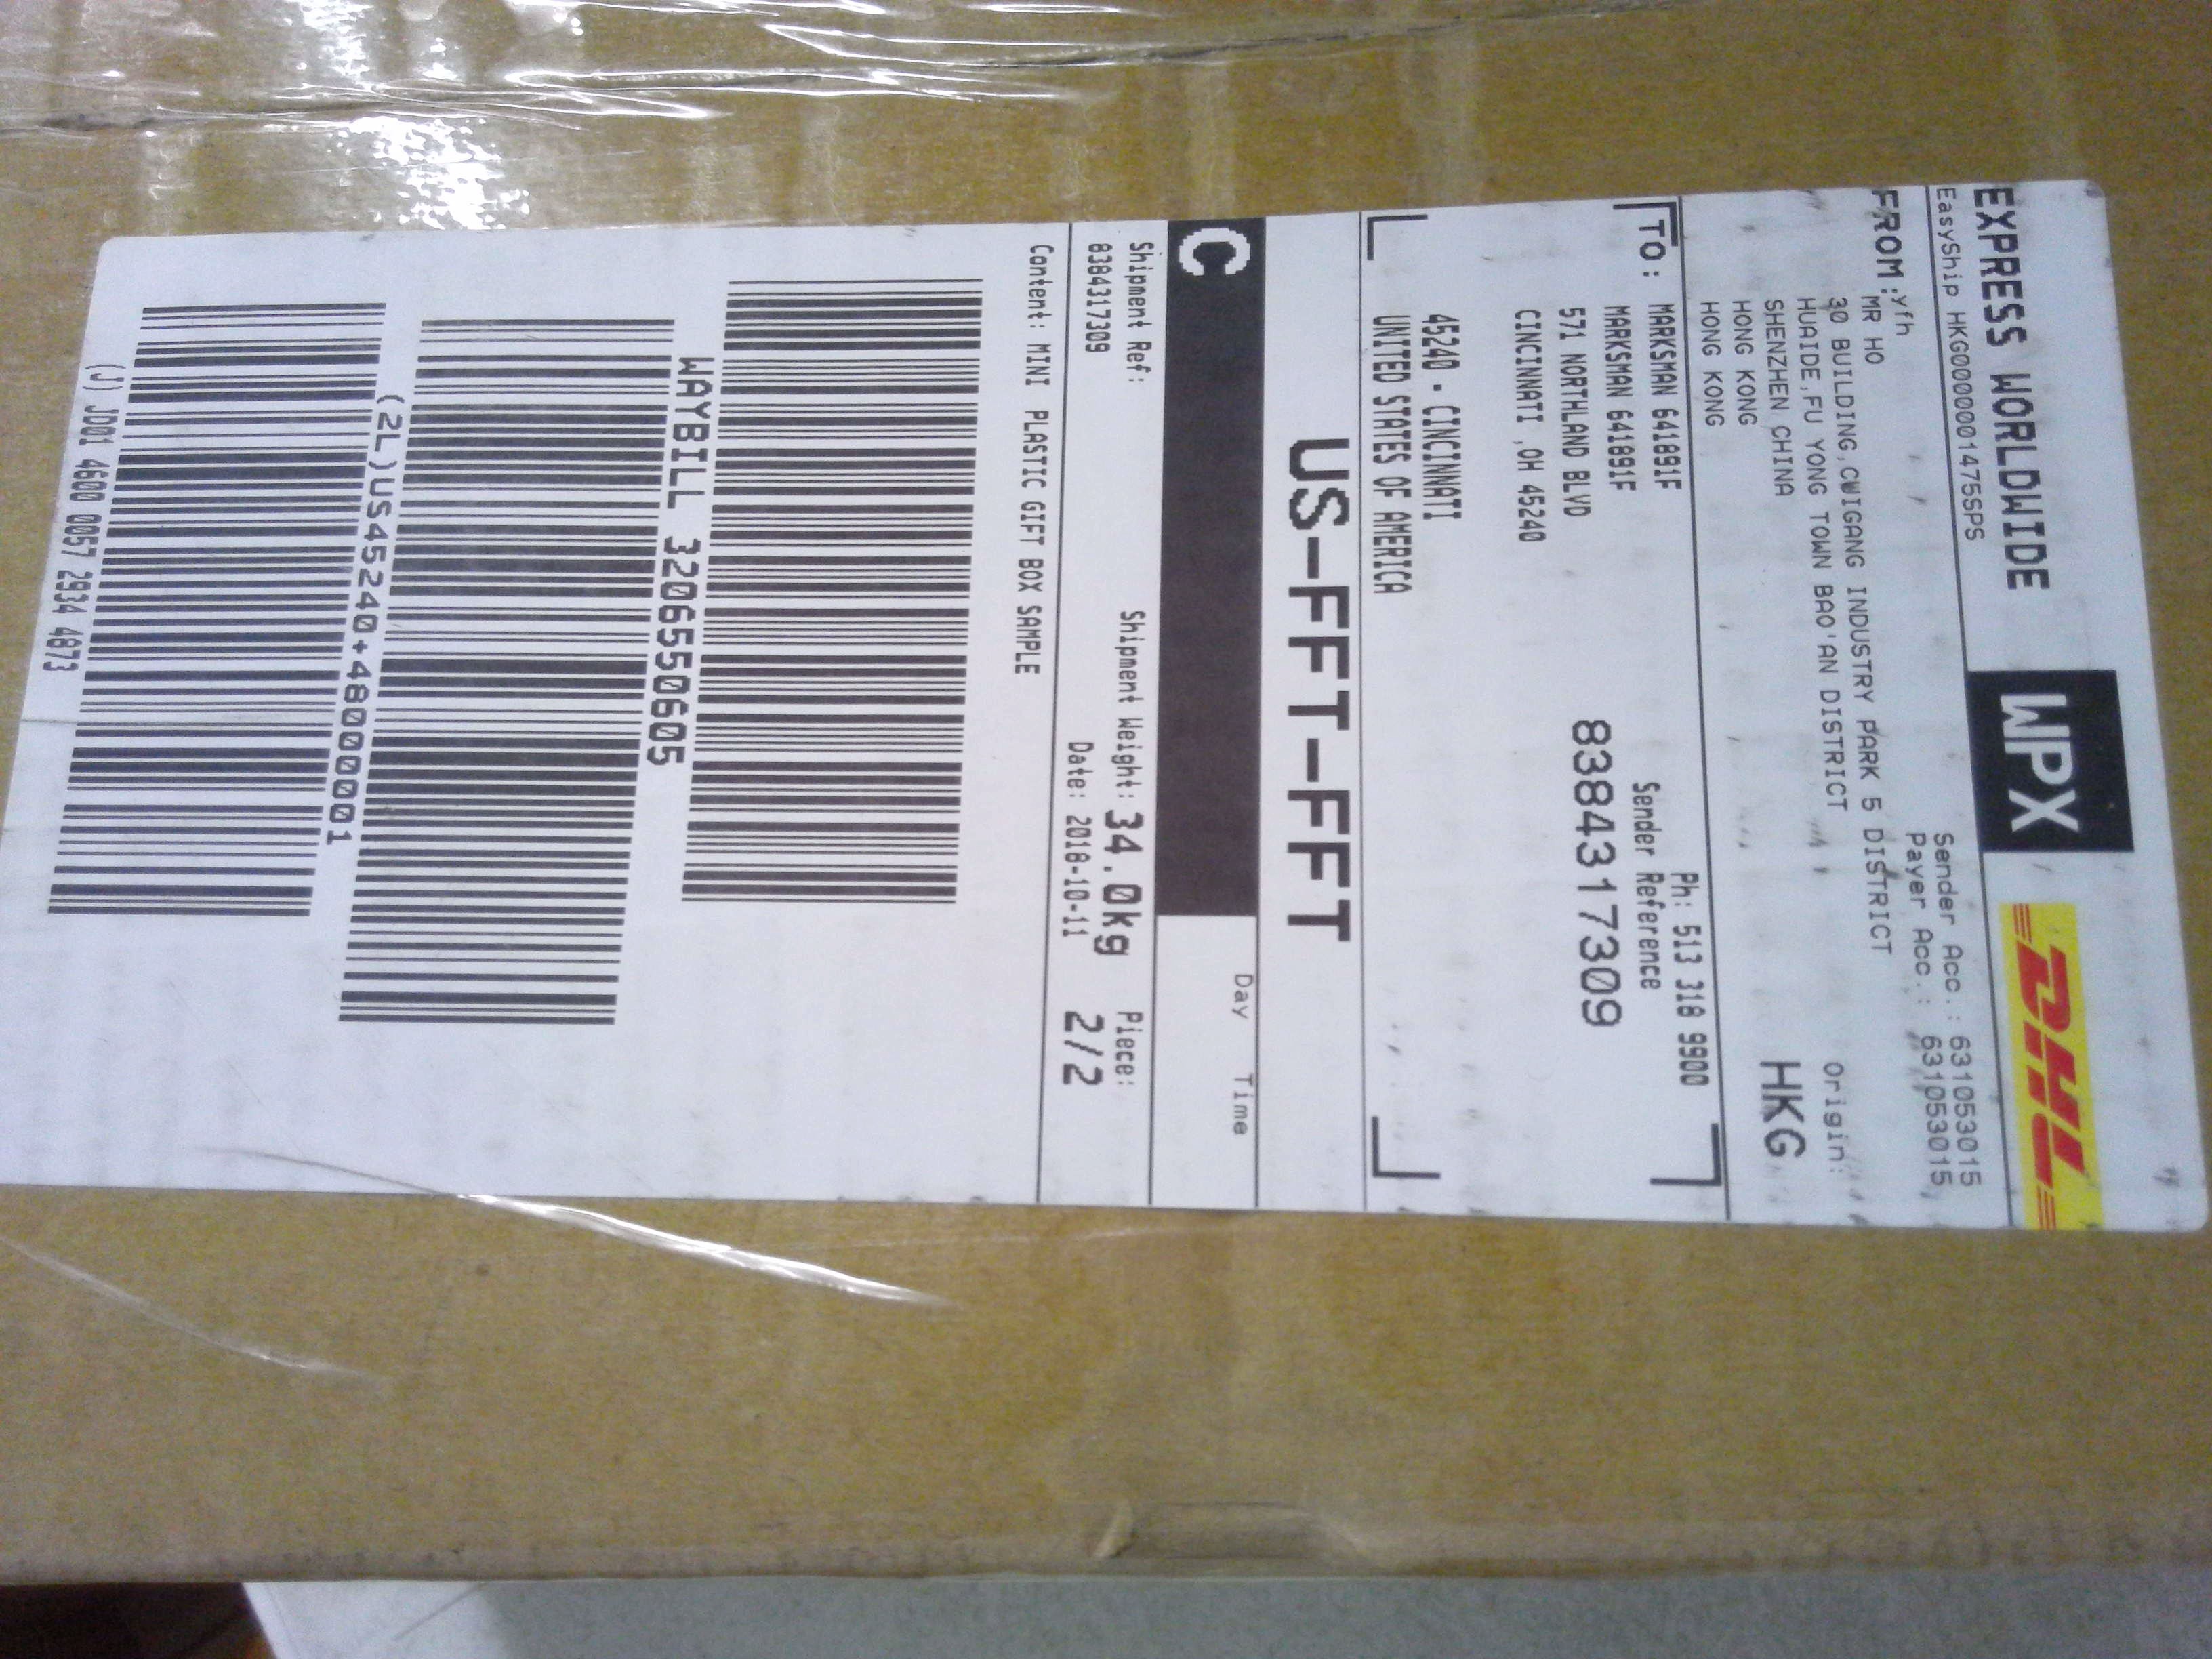 EXPRESS WORLDWIDE
WPX
DHL
EasyShip HKG0000001475SPS
Sender Acc.: 631053015
Payer Acc.: 631053015
FROM:
yfh
MR HO
30 BUILDING,CWIGANG INDUSTRY PARK 5 DISTRICT
HUAIDE,FU YONG TOWN BAO'AN DISTRICT
SHENZHEN CHINA
HONG KONG
HONG KONG
Origin:
HKG
TO:
MARKSMAN 641891F
MARKSMAN 641891F
571 NORTHLAND BLVD
CINCINNATI ,OH 45240
45240 - CINCINNATI
UNITED STATES OF AMERICA
Ph: 513 318 9900
Sender Reference
8384317309
US-FFT-FFT
C
Day
Time
Shipment Ref:
8384317309
Shipment Weight: 34.0kg
Date: 2018-10-11
Piece:
2/2
Content: MINI PLASTIC GIFT BOX SAMPLE
WAYBILL 3206550605
(2L)US45240+48000001
(J) JD01 4600 0057 2934 4873